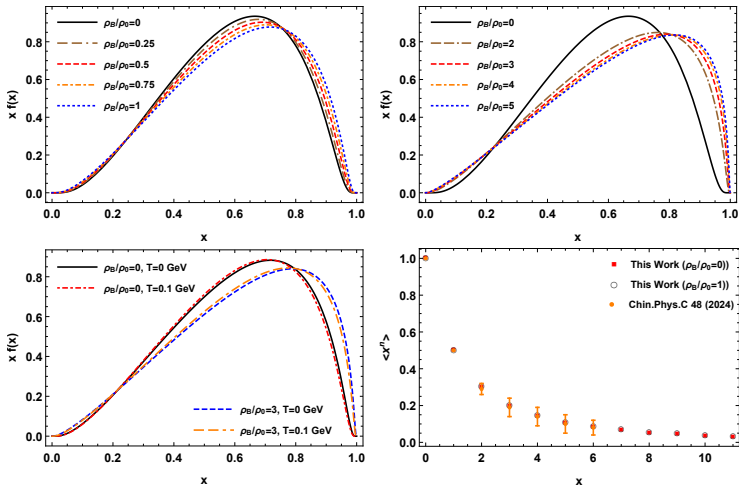 x f(x)
0.8
0.6
0.4
0.2
0.0
ρB/ρ0=0
ρB/ρ0=0.25
ρB/ρ0=0.5
ρB/ρ0=0.75
ρB/ρ0=1
0.0 0.2 0.4 0.6 0.8 1.0
x
x f(x)
0.8
0.6
0.4
0.2
0.0
ρB/ρ0=0
ρB/ρ0=2
ρB/ρ0=3
ρB/ρ0=4
ρB/ρ0=5
0.0 0.2 0.4 0.6 0.8 1.0
x
x f(x)
0.8
0.6
0.4
0.2
0.0
ρB/ρ0=0, T=0 GeV
ρB/ρ0=0, T=0.1 GeV
ρB/ρ0=3, T=0 GeV
ρB/ρ0=3, T=0.1 GeV
0.0 0.2 0.4 0.6 0.8 1.0
x
<xⁿ>
1.0
0.8
0.6
0.4
0.2
0.0
This Work (ρB/ρ0=0))
This Work (ρB/ρ0=1))
Chin.Phys.C 48 (2024)
0 2 4 6 8 10
x